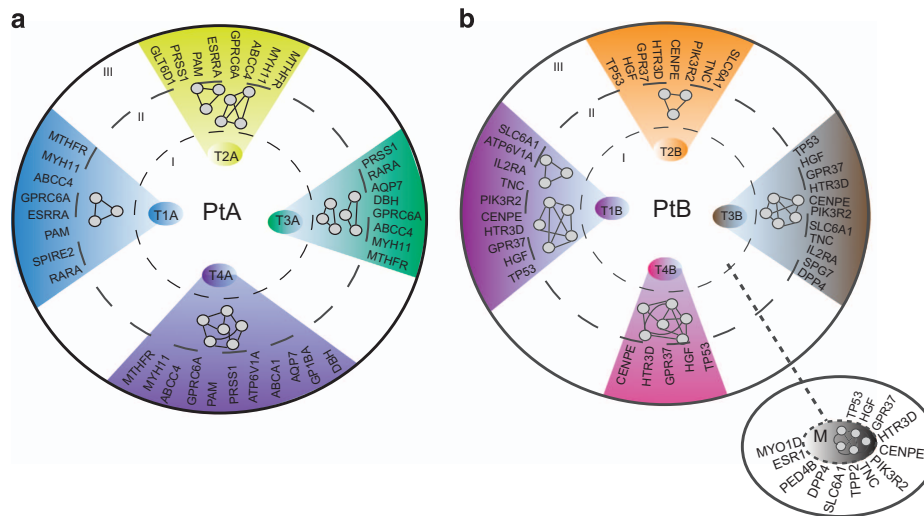 a
III
II
I
GLT6D1
PRSS1
PAM
ESRRA
GPRC6A
ABCC4
MYH11
MTHFR
T2A
MTHFR
MYH11
ABCC4
GPRC6A
ESRRA
PAM
SPIRE2
RARA
T1A
PtA
T3A
PRSS1
RARA
AQP7
DBH
GPRC6A
ABCC4
MYH11
MTHFR
T4A
MTHFR
MYH11
ABCC4
GPRC6A
PAM
PRSS1
ATP6V1A
ABCA1
AQP7
GP1BA
DBH
b
III
II
I
TP53
HGF
GPR37
HTR3D
CENPE
PIK3R2
TNC
SLC6A1
T2B
SLC6A1
ATP6V1A
IL2RA
TNC
PIK3R2
CENPE
HTR3D
GPR37
HGF
TP53
T1B
PtB
T3B
TP53
HGF
GPR37
HTR3D
CENPE
PIK3R2
SLC6A1
TNC
IL2RA
SPG7
DPP4
T4B
CENPE
HTR3D
GPR37
HGF
TP53
M
TP53
HGF
GPR37
HTR3D
CENPE
PIK3R2
TNC
TPP2
SLC6A1
DPP4
PED4B
ESR1
MYO1D